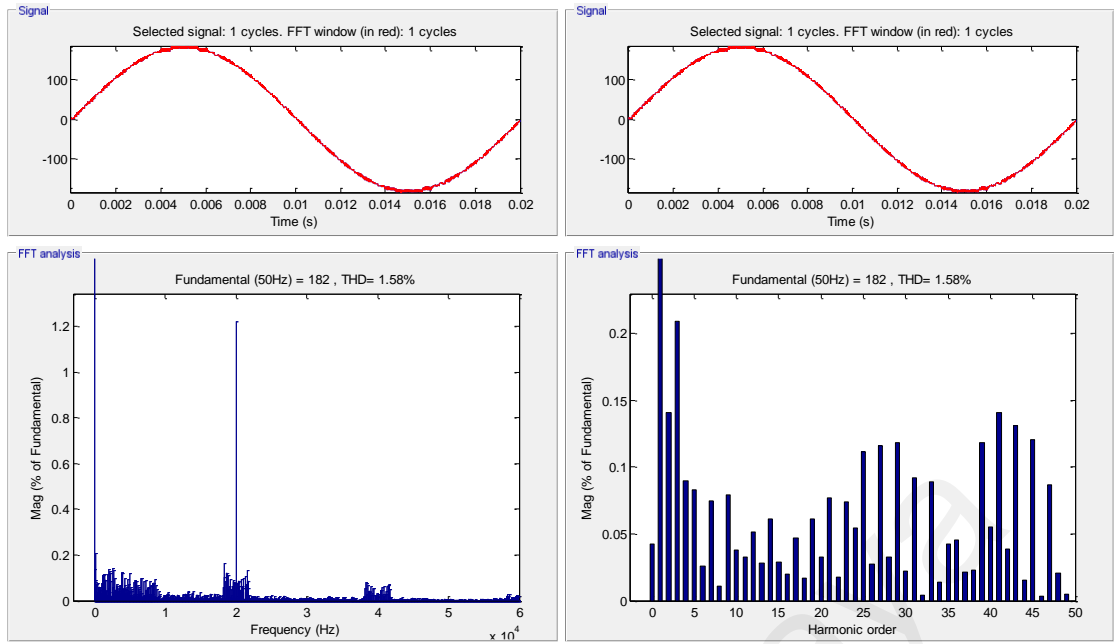 Signal
Selected signal: 1 cycles. FFT window (in red): 1 cycles
100
0
-100
0 0.002 0.004 0.006 0.008 0.01 0.012 0.014 0.016 0.018 0.02
Time (s)
Signal
Selected signal: 1 cycles. FFT window (in red): 1 cycles
100
0
-100
0 0.002 0.004 0.006 0.008 0.01 0.012 0.014 0.016 0.018 0.02
Time (s)
FFT analysis
Fundamental (50Hz) = 182 , THD= 1.58%
Mag (% of Fundamental)
1.2
1
0.8
0.6
0.4
0.2
0
0 1 2 3 4 5 6
x 10
4
Frequency (Hz)
FFT analysis
Fundamental (50Hz) = 182 , THD= 1.58%
Mag (% of Fundamental)
0.2
0.15
0.1
0.05
0
0 5 10 15 20 25 30 35 40 45 50
Harmonic order